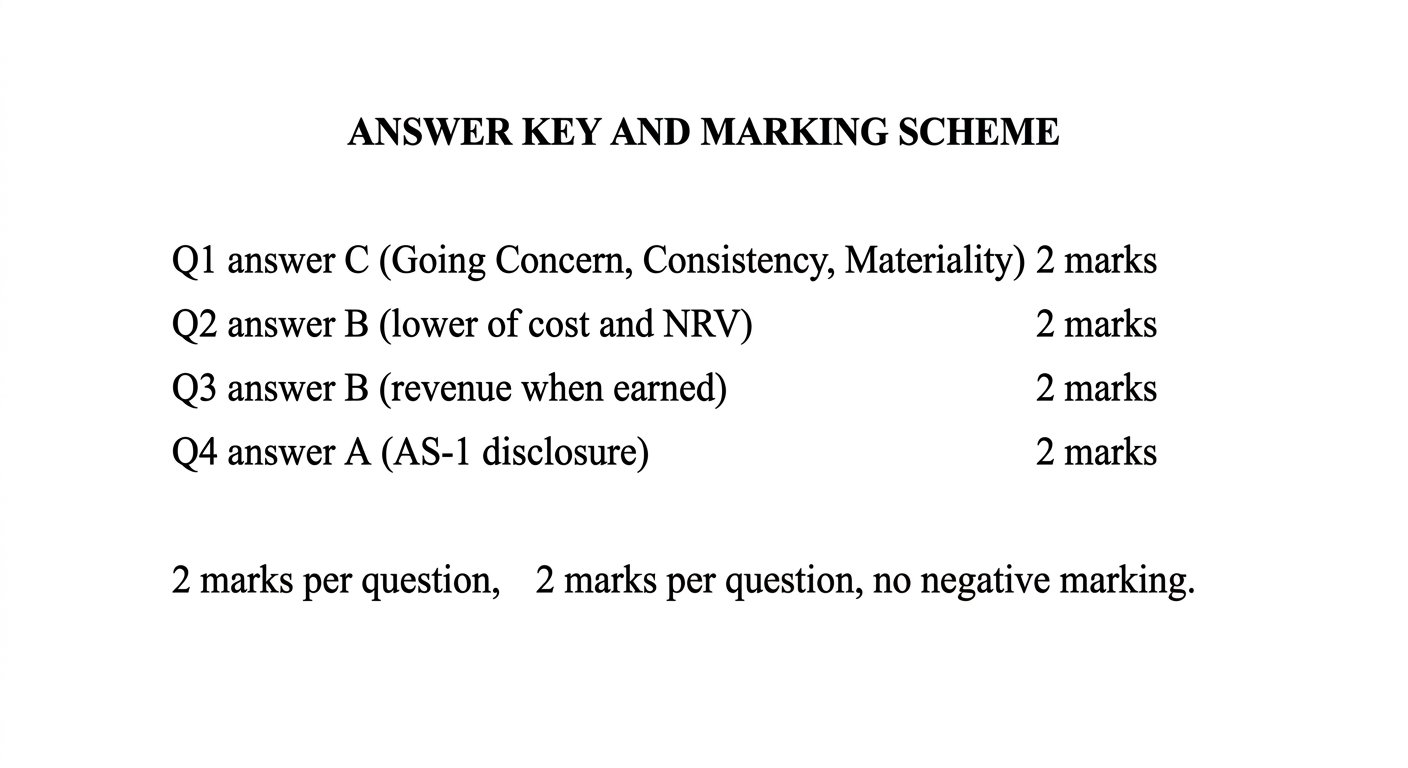 ANSWER KEY AND MARKING SCHEME
Q1 answer C (Going Concern, Consistency, Materiality) 2 marks
Q2 answer B (lower of cost and NRV) 2 marks
Q3 answer B (revenue when earned) 2 marks
Q4 answer A (AS-1 disclosure) 2 marks
2 marks per question, 2 marks per question, no negative marking.